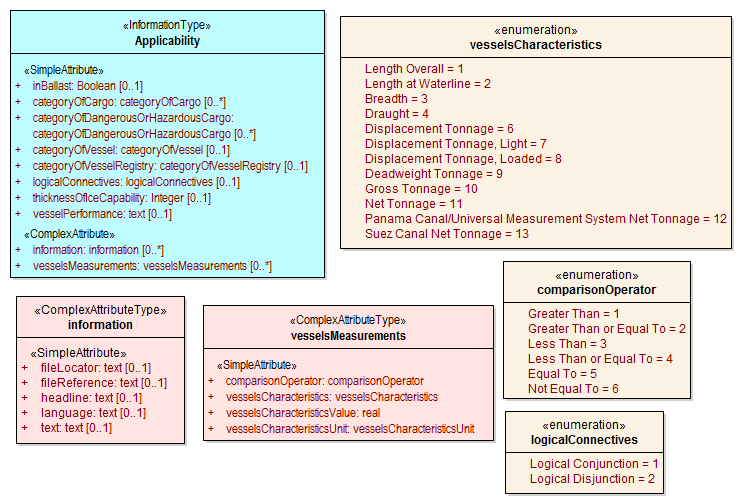 «InformationType»
Applicability
«SimpleAttribute»
+ inBallast: Boolean [0..1]
+ categoryOfCargo: categoryOfCargo [0..*]
+ categoryOfDangerousOrHazardousCargo:
categoryOfDangerousOrHazardousCargo [0..*]
+ categoryOfVessel: categoryOfVessel [0..1]
+ categoryOfVesselRegistry: categoryOfVesselRegistry [0..1]
+ logicalConnectives: logicalConnectives [0..1]
+ thicknessOfIceCapability: Integer [0..1]
+ vesselPerformance: text [0..1]
«ComplexAttribute»
+ information: information [0..*]
+ vesselsMeasurements: vesselsMeasurements [0..*]
«enumeration»
vesselsCharacteristics
Length Overall = 1
Length at Waterline = 2
Breadth = 3
Draught = 4
Displacement Tonnage = 6
Displacement Tonnage, Light = 7
Displacement Tonnage, Loaded = 8
Deadweight Tonnage = 9
Gross Tonnage = 10
Net Tonnage = 11
Panama Canal/Universal Measurement System Net Tonnage = 12
Suez Canal Net Tonnage = 13
«ComplexAttributeType»
information
«SimpleAttribute»
+ fileLocator: text [0..1]
+ fileReference: text [0..1]
+ headline: text [0..1]
+ language: text [0..1]
+ text: text [0..1]
«ComplexAttributeType»
vesselsMeasurements
«SimpleAttribute»
+ comparisonOperator: comparisonOperator
+ vesselsCharacteristics: vesselsCharacteristics
+ vesselsCharacteristicsValue: real
+ vesselsCharacteristicsUnit: vesselsCharacteristicsUnit
«enumeration»
comparisonOperator
Greater Than = 1
Greater Than or Equal To = 2
Less Than = 3
Less Than or Equal To = 4
Equal To = 5
Not Equal To = 6
«enumeration»
logicalConnectives
Logical Conjunction = 1
Logical Disjunction = 2